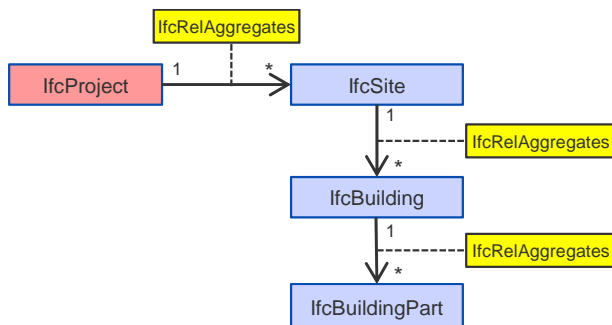 IfcRelAggregates
1
*
IfcProject
IfcSite
1
IfcRelAggregates
*
IfcBuilding
1
IfcRelAggregates
*
IfcBuildingPart